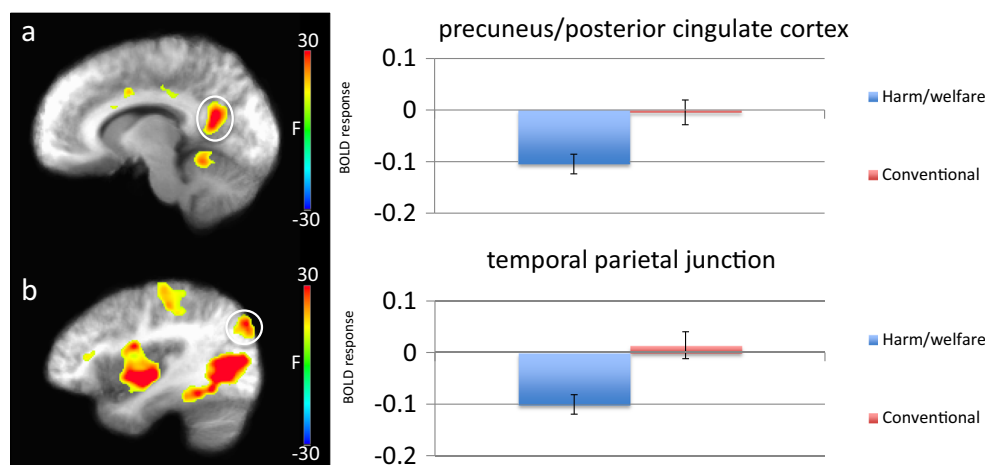 a
30
F
-30
precuneus/posterior cingulate cortex
BOLD response
0.1
0
-0.1
-0.2
Harm/welfare
Conventional
b
30
F
-30
temporal parietal junction
BOLD response
0.1
0
-0.1
-0.2
Harm/welfare
Conventional